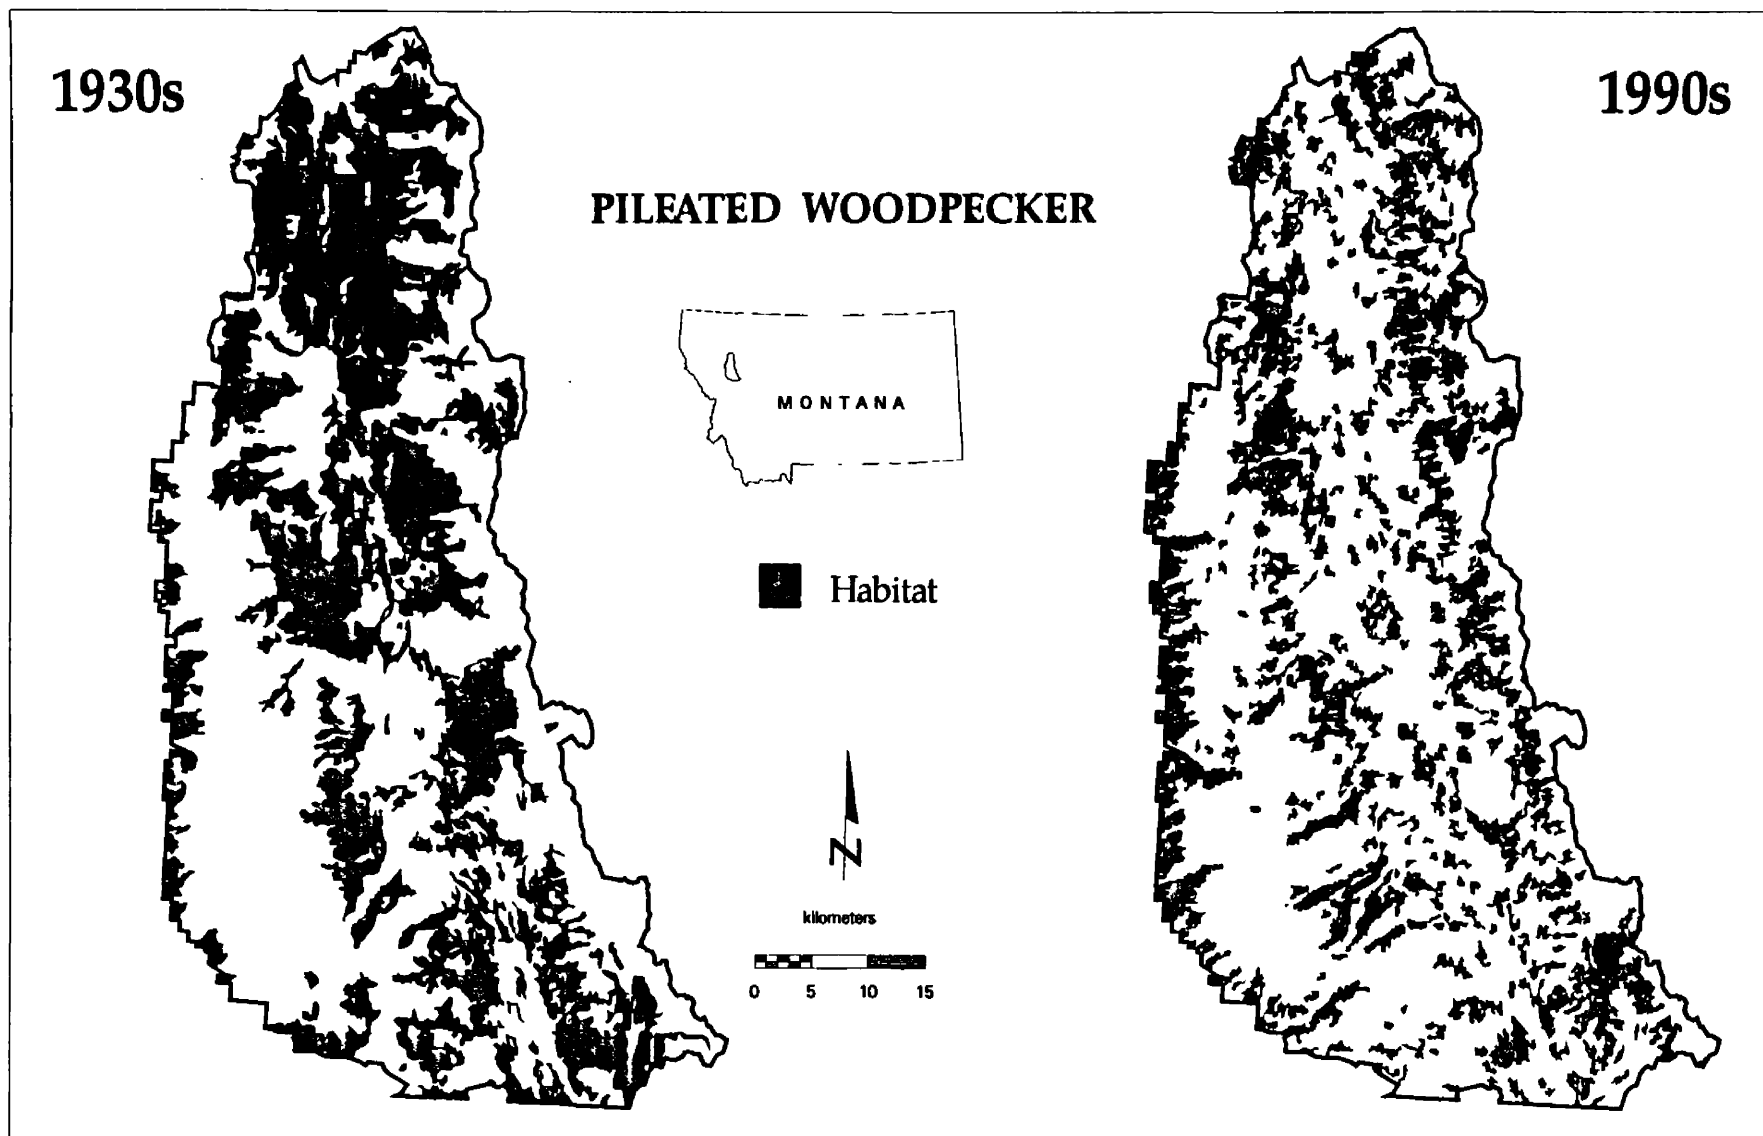 1930s
1990s
PILEATED WOODPECKER
MONTANA
Habitat
N
kilometers
0 5 10 15